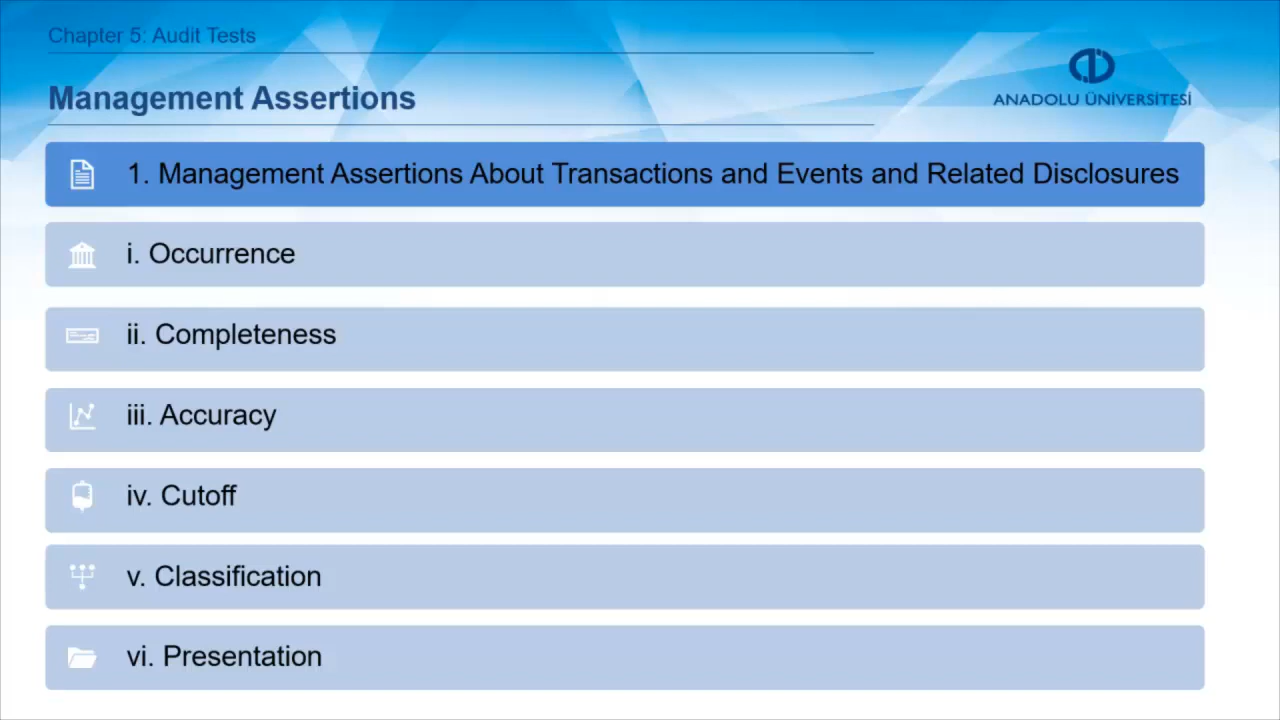 Chapter 5: Audit Tests
Management Assertions
ANADOLU ÜNİVERSİTESİ
1. Management Assertions About Transactions and Events and Related Disclosures
i. Occurrence
ii. Completeness
iii. Accuracy
iv. Cutoff
v. Classification
vi. Presentation